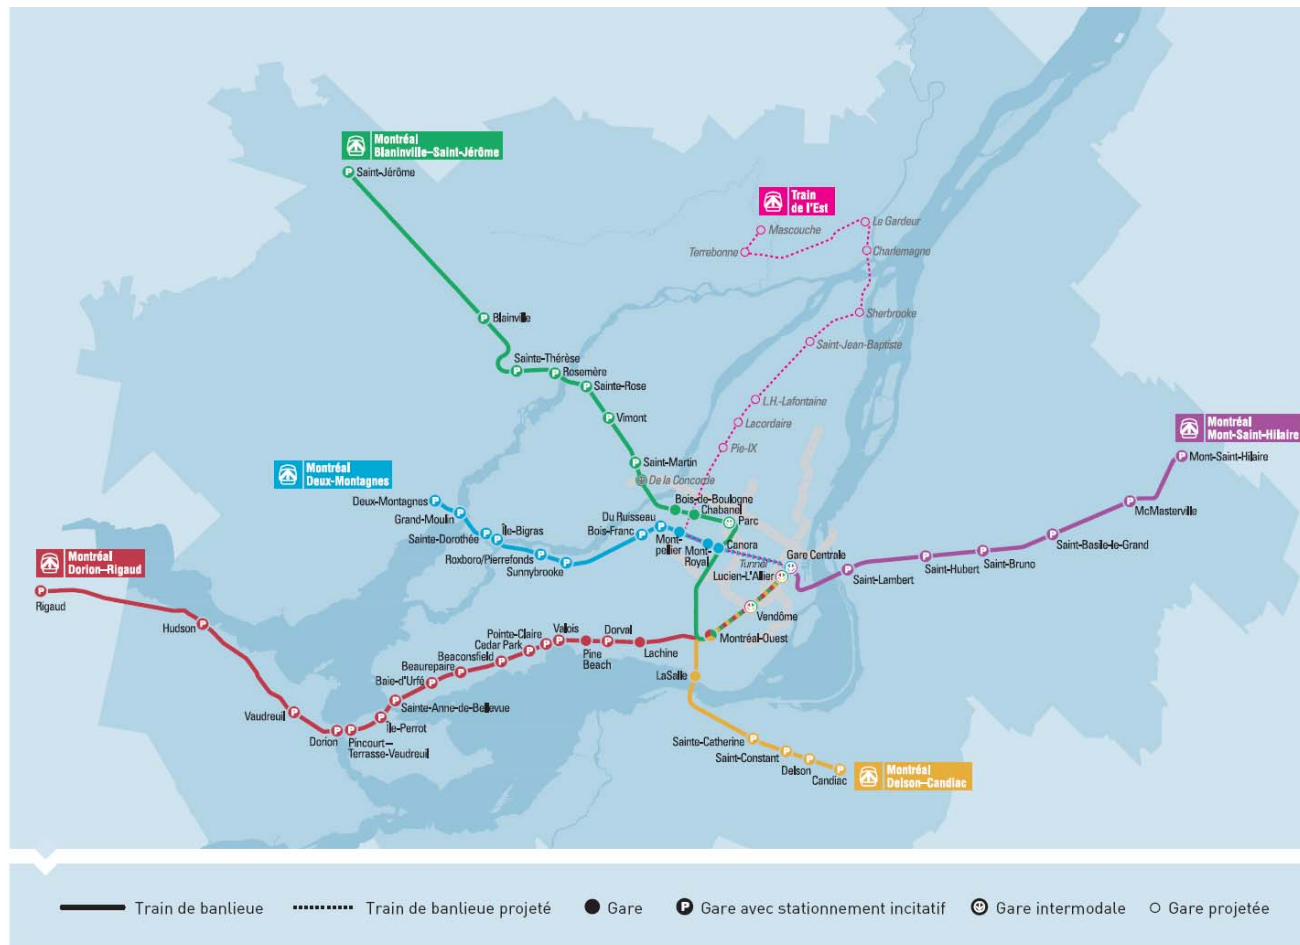 Montréal
Blaninville–Saint-Jérôme
Saint-Jérôme
Train
de l'Est
Mascouche
Le Gardeur
Terrebonne
Charlemagne
Sherbrooke
Blainville
Saint-Jean-Baptiste
Sainte-Thérèse
Rosemère
Sainte-Rose
L.H.-Lafontaine
Vimont
Lacordaire
Pie-IX
Montréal
Mont-Saint-Hilaire
Mont-Saint-Hilaire
Saint-Martin
De la Concorde
Montréal
Deux-Montagnes
Deux-Montagnes
Grand-Moulin
Sainte-Dorothée
Île-Bigras
Roxboro/Pierrefonds
Sunnybrooke
Du Ruisseau
Bois-Franc
Bois-de-Boulogne
Chabanel
Parc
Mont-
pellier
Mont-
Royal
Canora
Tunnel
Gare Centrale
Lucien-L'Allier
McMasterville
Saint-Basile-le-Grand
Saint-Bruno
Saint-Hubert
Saint-Lambert
Montréal
Dorion–Rigaud
Rigaud
Hudson
Vendôme
Montréal-Ouest
Pointe-Claire
Cedar Park
Valois
Dorval
Pine
Beach
Lachine
Beaconsfield
Beaurepaire
Baie-d'Urfé
Sainte-Anne-de-Bellevue
Île-Perrot
Vaudreuil
Dorion
Pincourt–
Terrasse-Vaudreuil
LaSalle
Sainte-Catherine
Saint-Constant
Delson
Candiac
Montréal
Delson–Candiac
Train de banlieue
Train de banlieue projeté
Gare
P Gare avec stationnement incitatif
Gare intermodale
Gare projetée